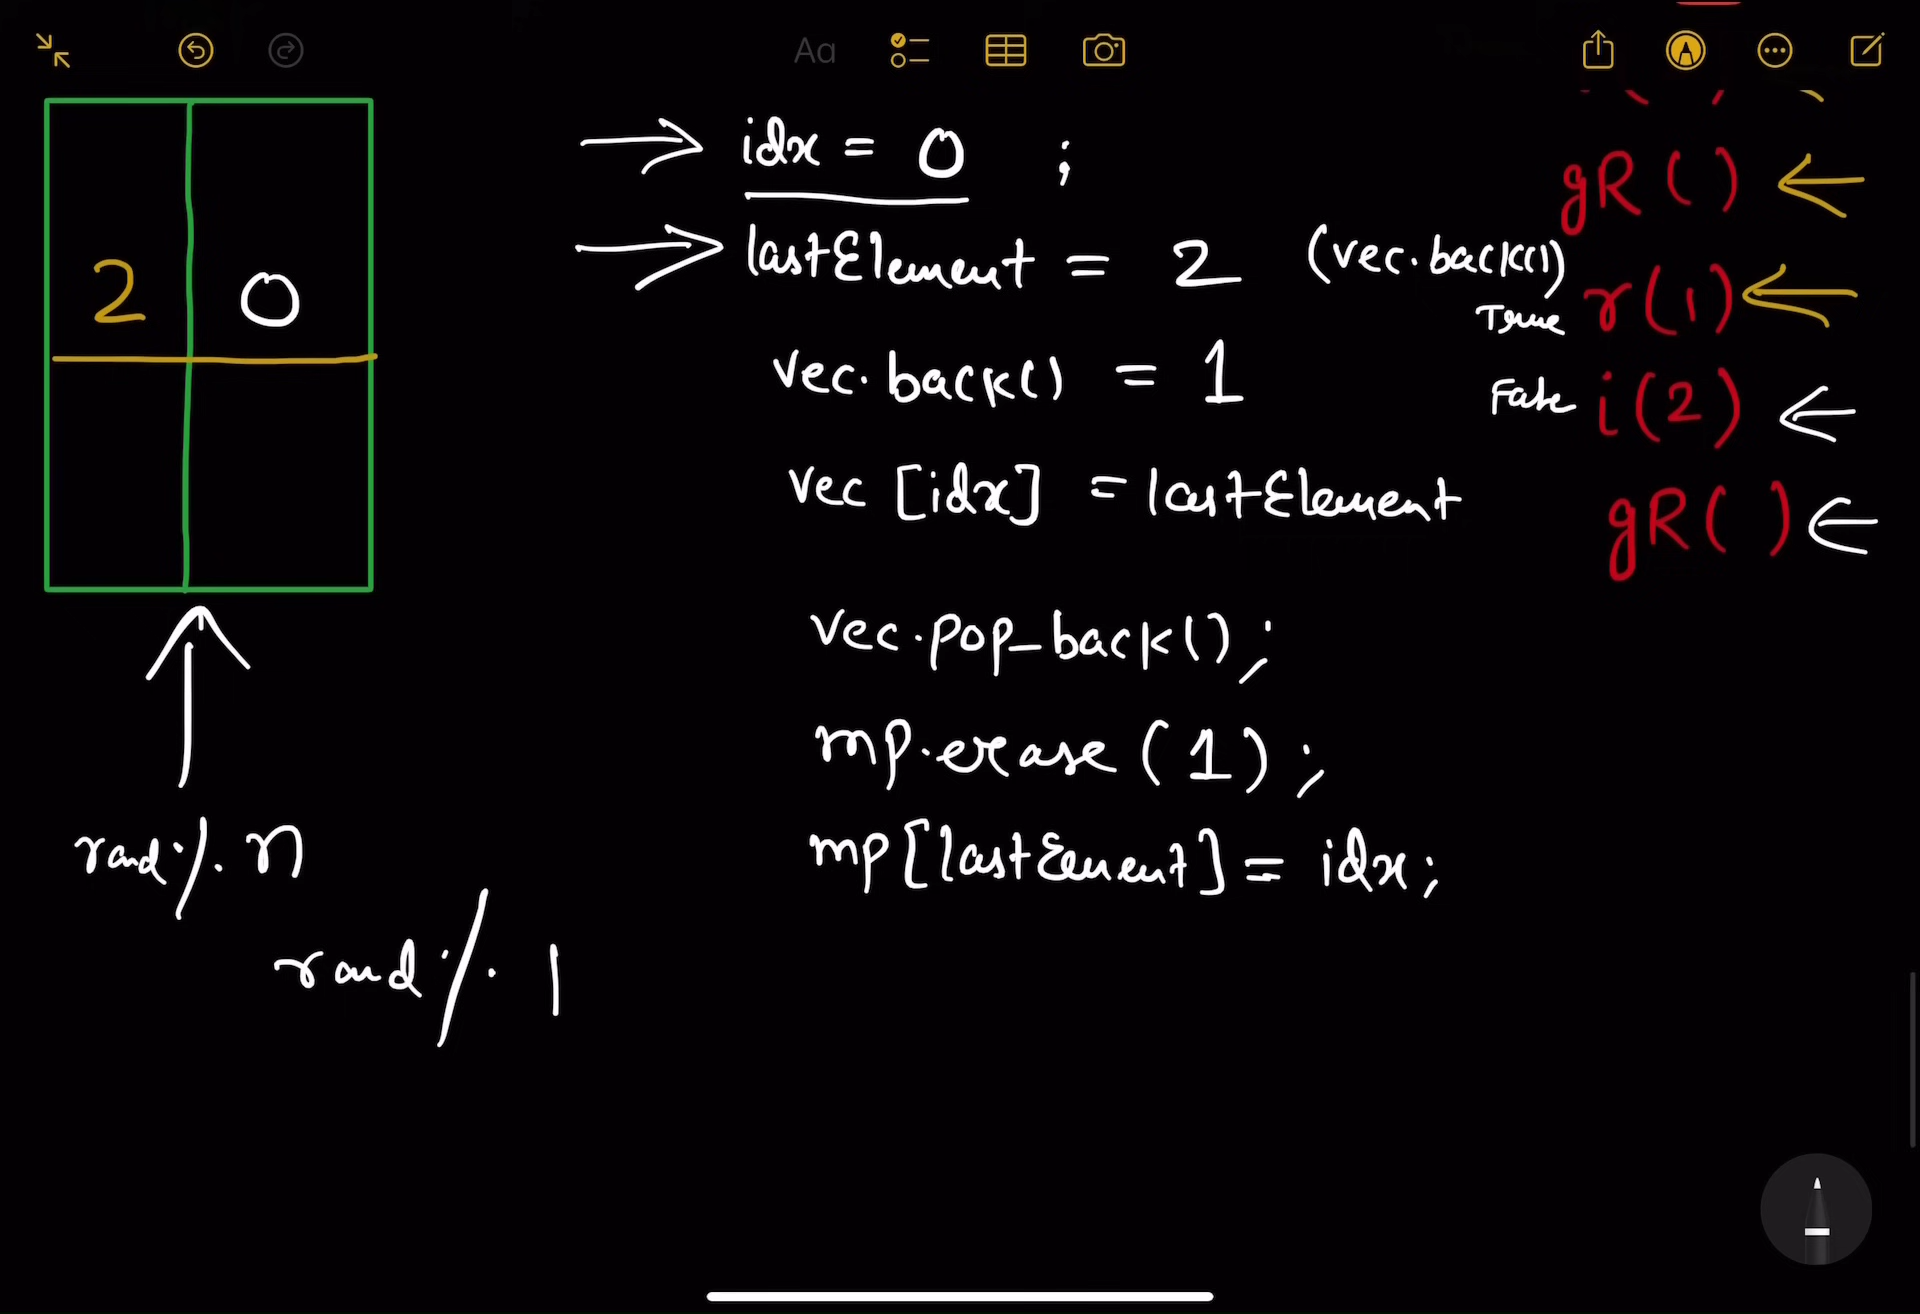 Aa
idx = 0 ;
gR ( )
lastElement = 2 (vec.back())
2 0
True r(1)
vec. back() = 1
False i(2)
vec [idx] = lastElement
gR( )
vec.pop_back();
mp.erase (1);
rand % n
mp[lastElement] = idx;
rand % 1